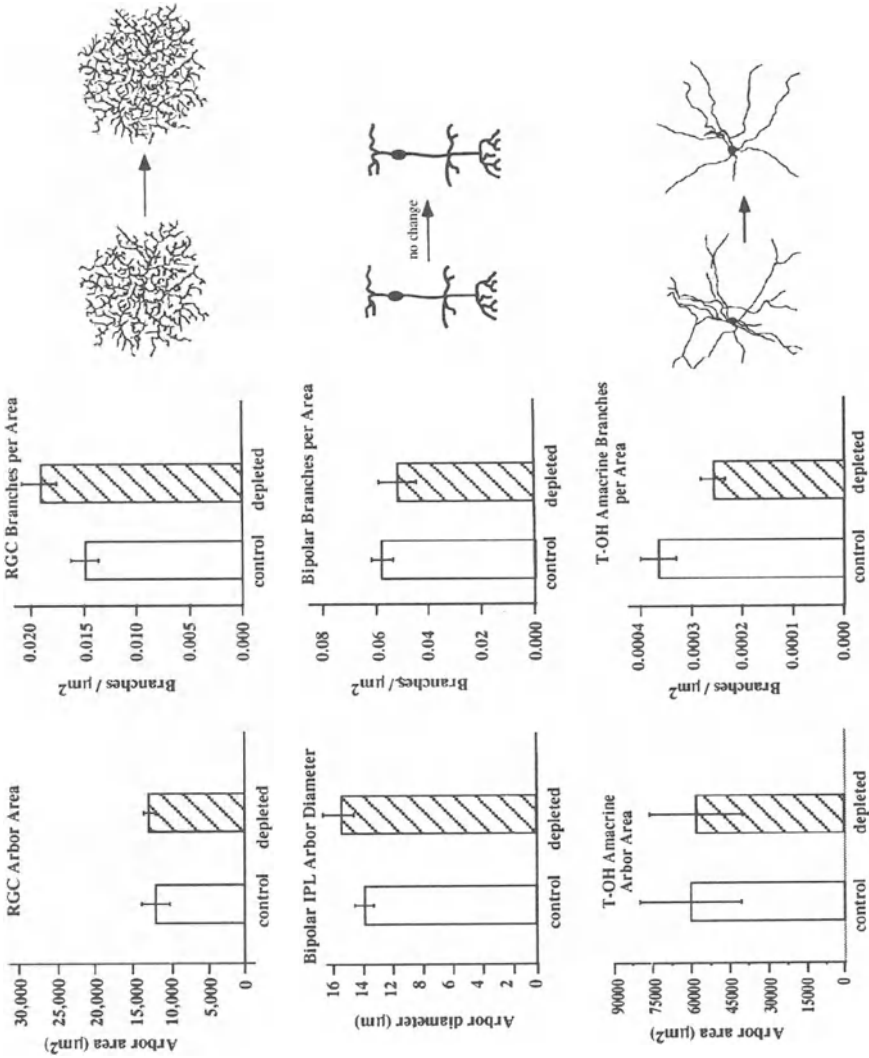 RGC Arbor Area
Arbor area (µm²)
30,000
25,000
20,000
15,000
10,000
5,000
0
control
depleted
RGC Branches per Area
Branches / µm²
0.020
0.015
0.010
0.005
0.000
control
depleted
Bipolar IPL Arbor Diameter
Arbor diameter (µm)
16
14
12
10
8
6
4
2
0
control
depleted
Bipolar Branches per Area
Branches / µm²
0.08
0.06
0.04
0.02
0.000
control
depleted
no change
T-OH Amacrine
Arbor Area
Arbor area (µm²)
90000
75000
60000
45000
30000
15000
0
control
depleted
T-OH Amacrine Branches
per Area
Branches / µm²
0.0004
0.0003
0.0002
0.0001
0.000
control
depleted